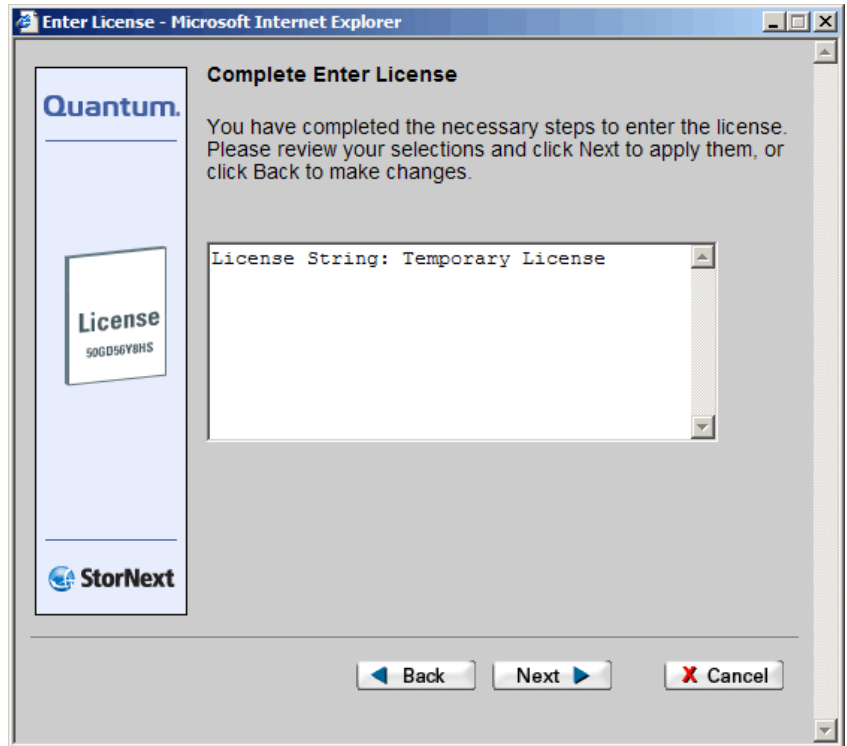 Enter License - Microsoft Internet Explorer
Quantum.
Complete Enter License
You have completed the necessary steps to enter the license.
Please review your selections and click Next to apply them, or
click Back to make changes.
License String: Temporary License
License
50GD56Y8HS
StorNext
Back
Next
X Cancel